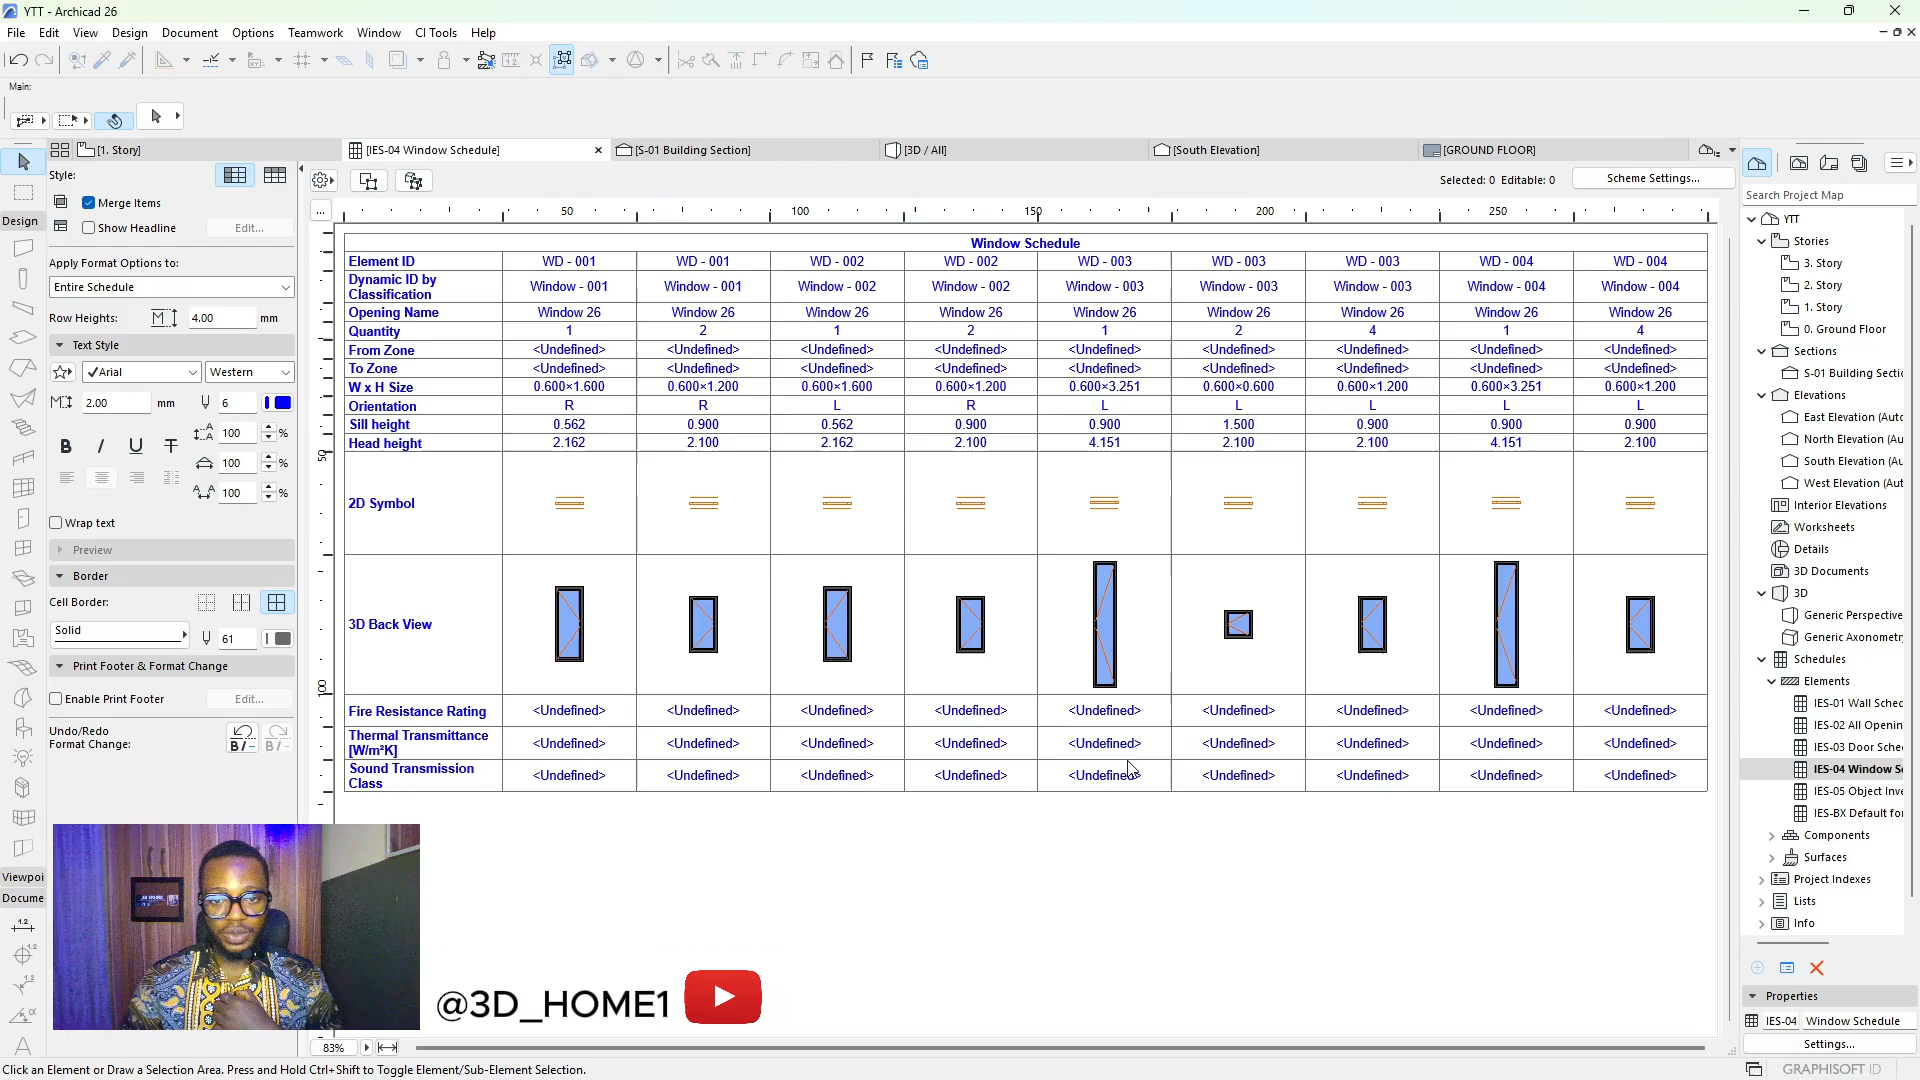 YTT - Archicad 26
File Edit View Design Document Options Teamwork Window CI Tools Help
Main:
[1. Story] [IES-04 Window Schedule] [S-01 Building Section] [3D / All] [South Elevation] [GROUND FLOOR]
Style:
Merge Items
Show Headline Edit...
Apply Format Options to:
Entire Schedule
Row Heights: 4.00 mm
Text Style
Arial Western
2.00 mm 6
B I U T 100 %
100 %
100 %
Wrap text
Preview
Border
Cell Border:
Solid 61
Print Footer & Format Change
Enable Print Footer Edit...
Undo/Redo
Format Change:
B/ B/
Design
Viewpoi
Docume
Selected: 0 Editable: 0 Scheme Settings...
50 100 150 200 250
50
100
Window Schedule
Element ID WD - 001 WD - 001 WD - 002 WD - 002 WD - 003 WD - 003 WD - 003 WD - 004 WD - 004
Dynamic ID by
Classification Window - 001 Window - 001 Window - 002 Window - 002 Window - 003 Window - 003 Window - 003 Window - 004 Window - 004
Opening Name Window 26 Window 26 Window 26 Window 26 Window 26 Window 26 Window 26 Window 26 Window 26
Quantity 1 2 1 2 1 2 4 1 4
From Zone <Undefined> <Undefined> <Undefined> <Undefined> <Undefined> <Undefined> <Undefined> <Undefined> <Undefined>
To Zone <Undefined> <Undefined> <Undefined> <Undefined> <Undefined> <Undefined> <Undefined> <Undefined> <Undefined>
W x H Size 0.600×1.600 0.600×1.200 0.600×1.600 0.600×1.200 0.600×3.251 0.600×0.600 0.600×1.200 0.600×3.251 0.600×1.200
Orientation R R L R L L L L L
Sill height 0.562 0.900 0.562 0.900 0.900 1.500 0.900 0.900 0.900
Head height 2.162 2.100 2.162 2.100 4.151 2.100 2.100 4.151 2.100
2D Symbol
3D Back View
Fire Resistance Rating <Undefined> <Undefined> <Undefined> <Undefined> <Undefined> <Undefined> <Undefined> <Undefined> <Undefined>
Thermal Transmittance
[W/m²K] <Undefined> <Undefined> <Undefined> <Undefined> <Undefined> <Undefined> <Undefined> <Undefined> <Undefined>
Sound Transmission
Class <Undefined> <Undefined> <Undefined> <Undefined> <Undefined> <Undefined> <Undefined> <Undefined> <Undefined>
@3D_HOME1
83%
Search Project Map
YTT
Stories
3. Story
2. Story
1. Story
0. Ground Floor
Sections
S-01 Building Sectio
Elevations
East Elevation (Auto
North Elevation (Au
South Elevation (Au
West Elevation (Aut
Interior Elevations
Worksheets
Details
3D Documents
3D
Generic Perspective
Generic Axonometr
Schedules
Elements
IES-01 Wall Sched
IES-02 All Openin
IES-03 Door Sche
IES-04 Window S
IES-05 Object Inve
IES-BX Default fo
Components
Surfaces
Project Indexes
Lists
Info
Properties
IES-04 Window Schedule
Settings...
Click an Element or Draw a Selection Area. Press and Hold Ctrl+Shift to Toggle Element/Sub-Element Selection.
GRAPHISOFT ID